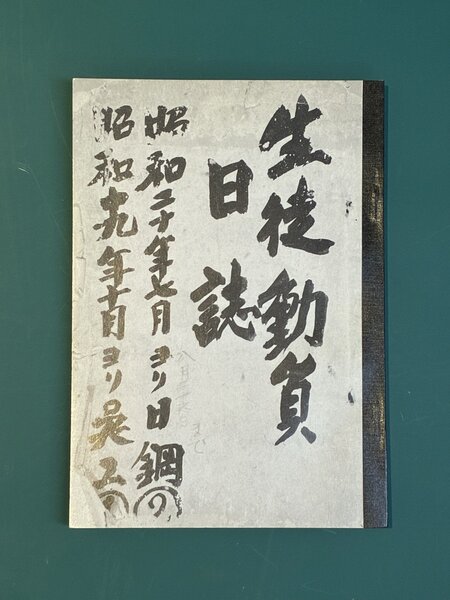 生徒動員
日誌
昭和二十年七月ヨリ日鋼
昭和十九年十月ヨリ呉工